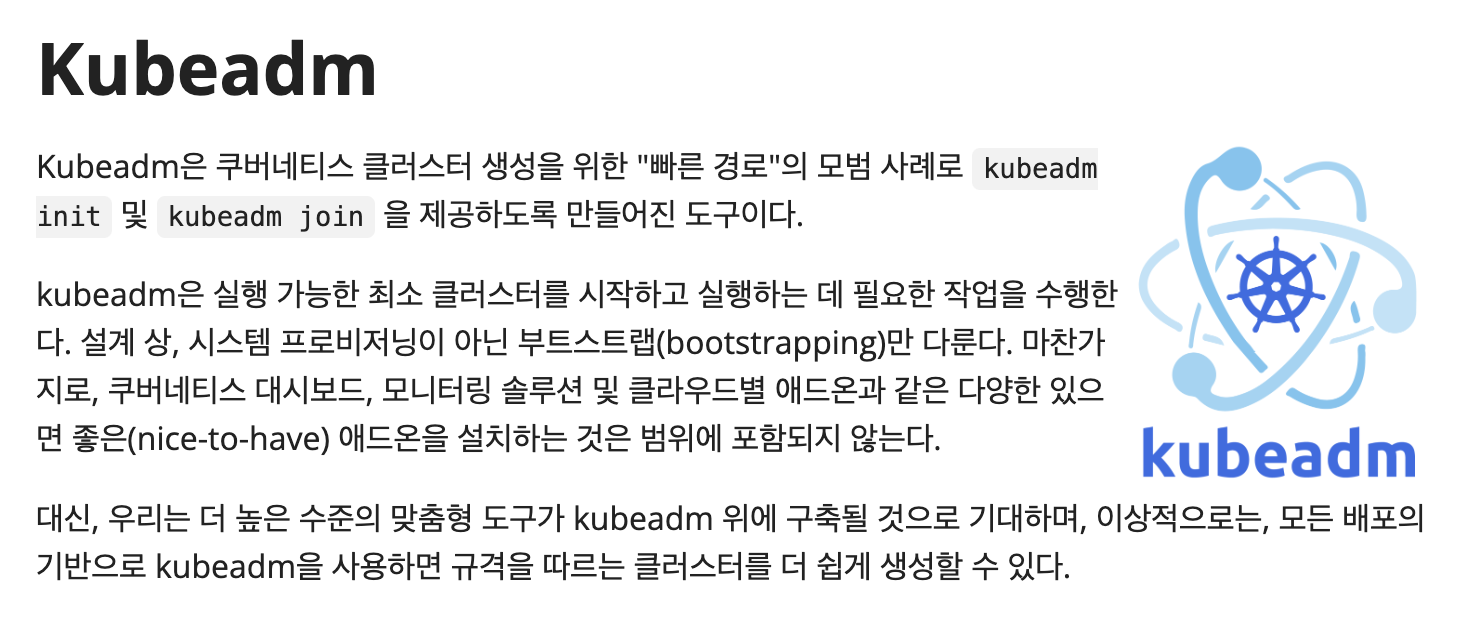 Kubeadm
Kubeadm은 쿠버네티스 클러스터 생성을 위한 "빠른 경로"의 모범 사례로 kubeadm
init 및 kubeadm join 을 제공하도록 만들어진 도구이다.
kubeadm은 실행 가능한 최소 클러스터를 시작하고 실행하는 데 필요한 작업을 수행한
다. 설계 상, 시스템 프로비저닝이 아닌 부트스트랩(bootstrapping)만 다룬다. 마찬가
지로, 쿠버네티스 대시보드, 모니터링 솔루션 및 클라우드별 애드온과 같은 다양한 있으
면 좋은(nice-to-have) 애드온을 설치하는 것은 범위에 포함되지 않는다.
kubeadm
대신, 우리는 더 높은 수준의 맞춤형 도구가 kubeadm 위에 구축될 것으로 기대하며, 이상적으로는, 모든 배포의
기반으로 kubeadm을 사용하면 규격을 따르는 클러스터를 더 쉽게 생성할 수 있다.